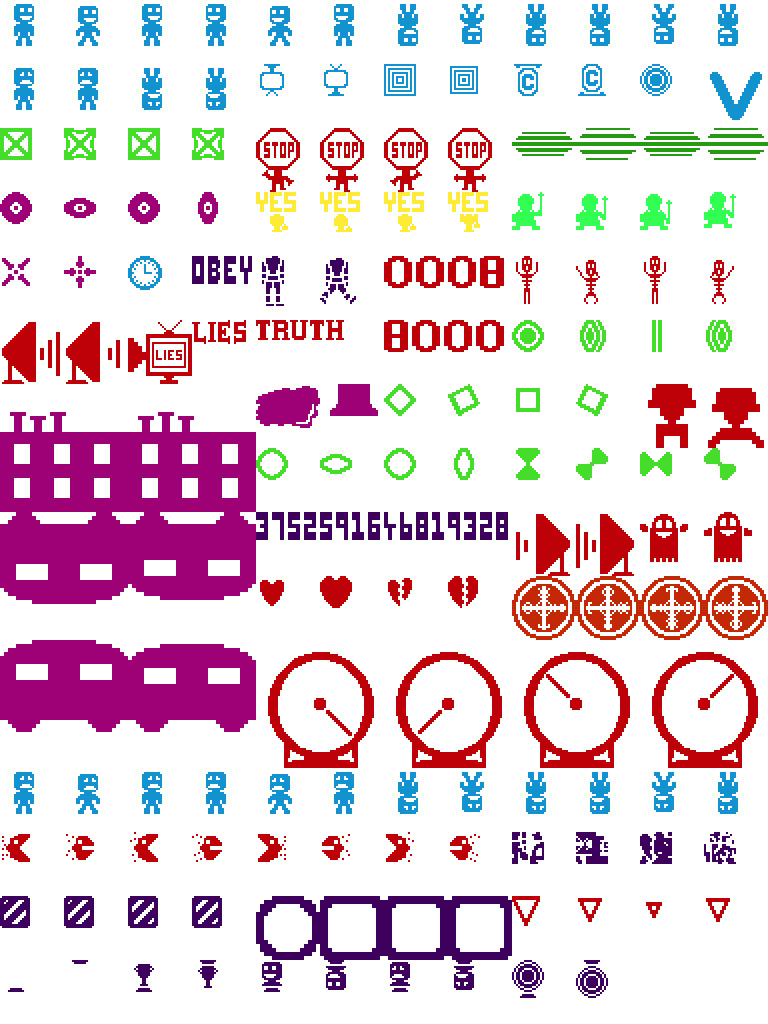 C C
STOP STOP STOP STOP
YES YES YES YES
OBEY 0008
LIES LIES TRUTH 8000
3752591646819328